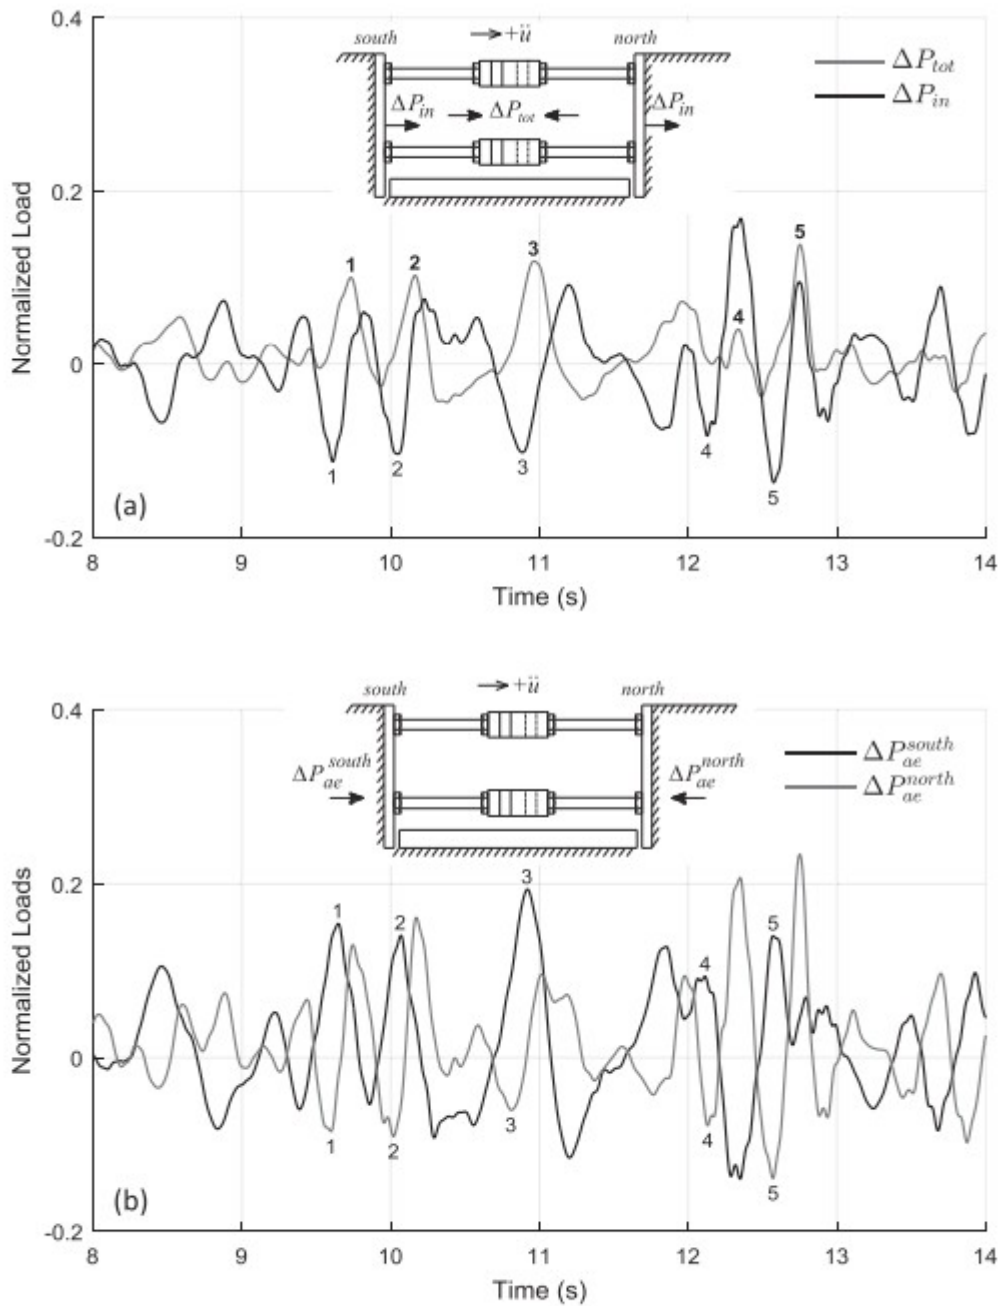 0.4
south
+ü
north
ΔP_tot
ΔP_in
ΔP_in
ΔP_tot
ΔP_in
0.2
Normalized Load
1
2
3
4
5
0
1
2
3
4
5
(a)
-0.2
8
9
10
11
12
13
14
Time (s)
south
+ü
north
0.4
ΔP_ae^south
ΔP_ae^north
ΔP_ae^south
ΔP_ae^north
0.2
Normalized Loads
1
2
3
4
5
0
1
2
3
4
5
(b)
-0.2
8
9
10
11
12
13
14
Time (s)